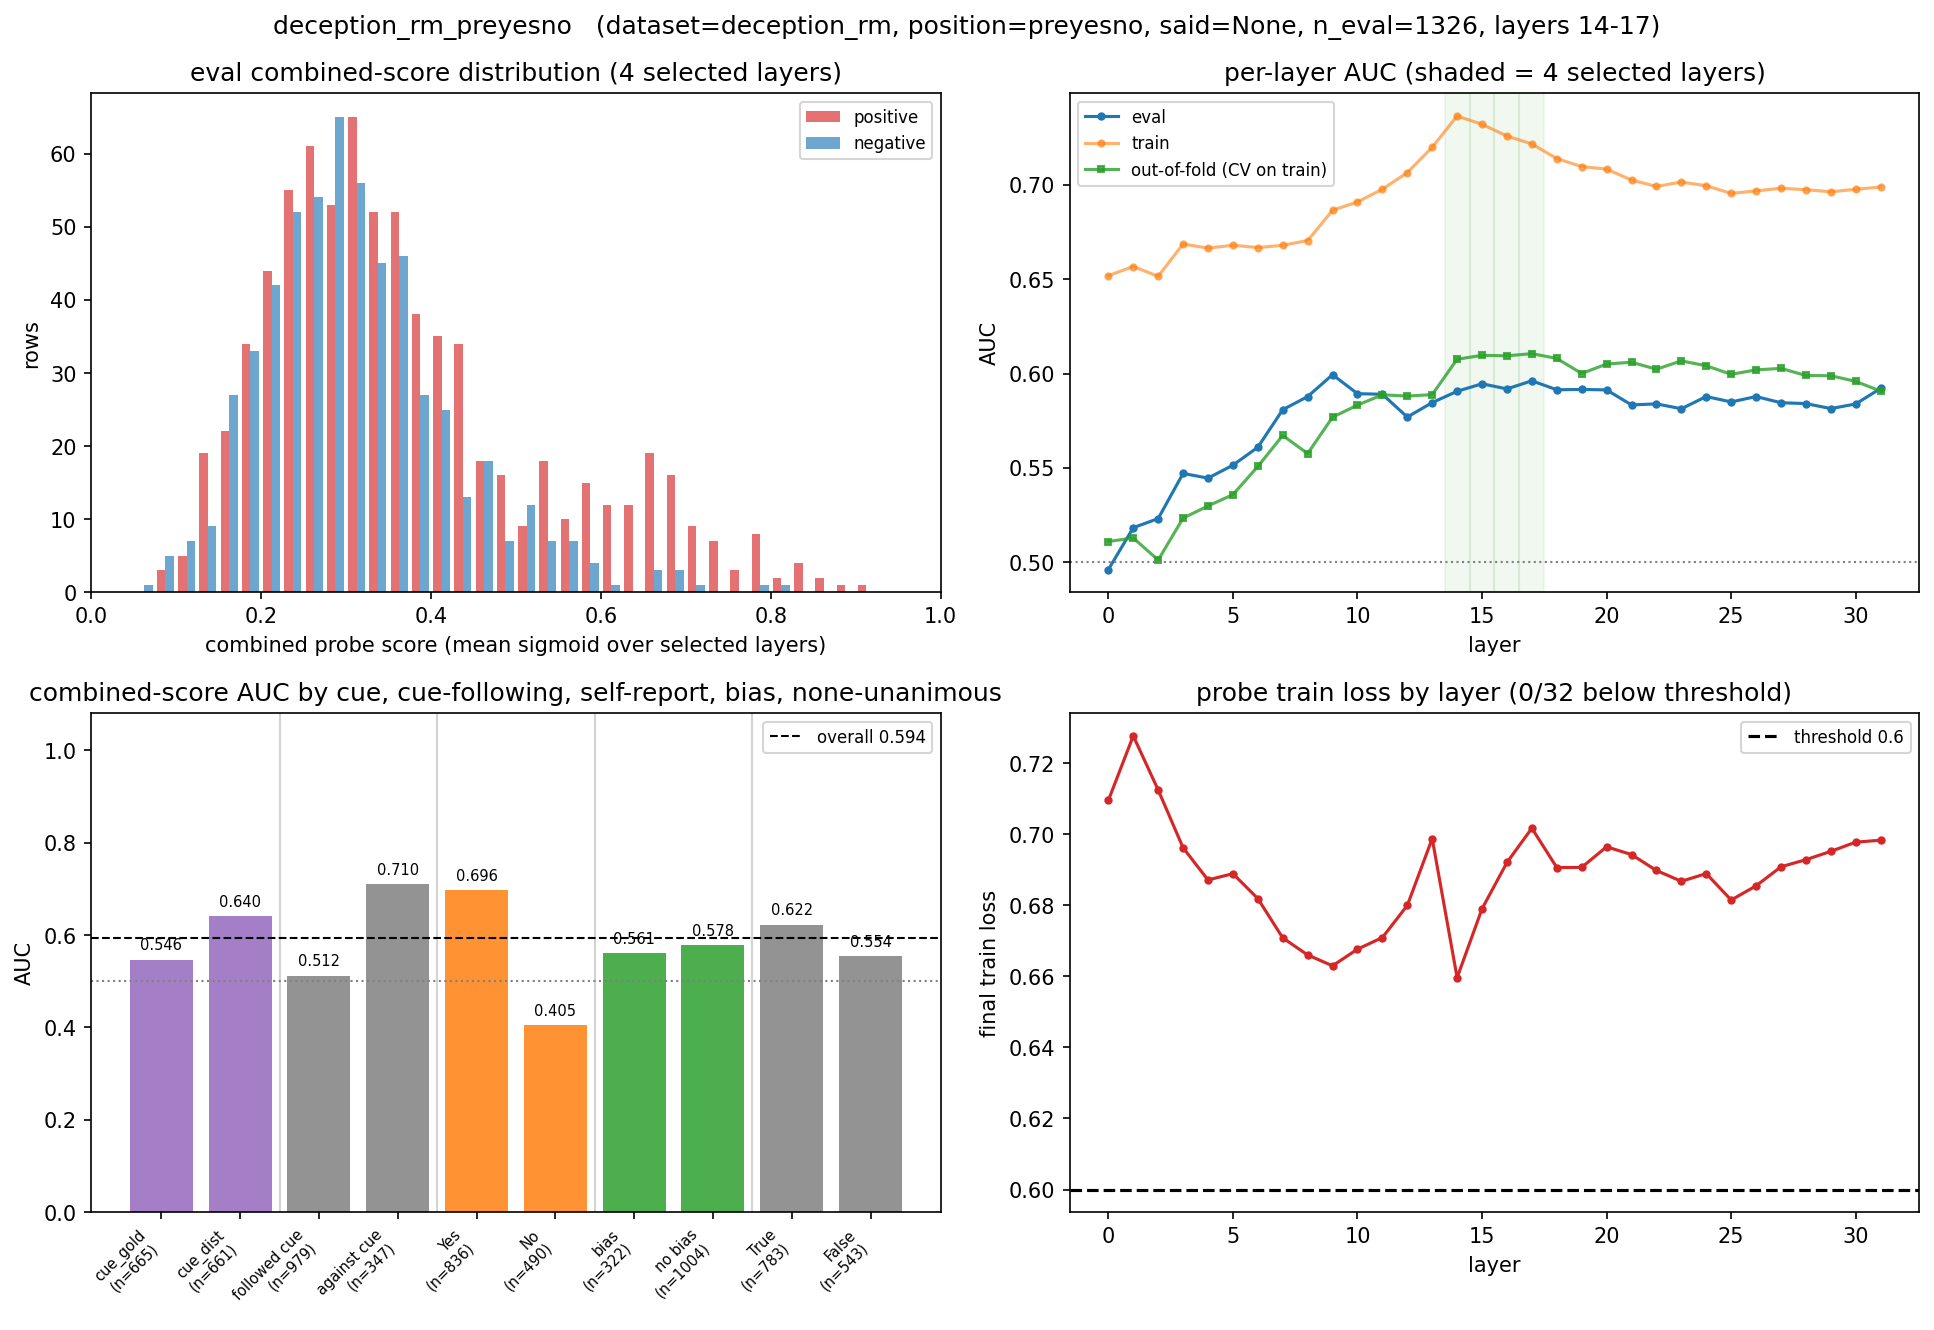 deception_rm_preyesno   (dataset=deception_rm, position=preyesno, said=None, n_eval=1326, layers 14-17)
eval combined-score distribution (4 selected layers)
positive
negative
60
50
40
30
20
10
0
rows
0.0 0.2 0.4 0.6 0.8 1.0
combined probe score (mean sigmoid over selected layers)
per-layer AUC (shaded = 4 selected layers)
eval
train
out-of-fold (CV on train)
0.70
0.65
0.60
0.55
0.50
AUC
0 5 10 15 20 25 30
layer
combined-score AUC by cue, cue-following, self-report, bias, none-unanimous
overall 0.594
1.0
0.8
0.6
0.4
0.2
0.0
AUC
0.546
0.640
0.512
0.710
0.696
0.405
0.561
0.578
0.622
0.554
cue_gold
(n=665)
cue_dist
(n=661)
followed cue
(n=979)
against cue
(n=347)
Yes
(n=836)
No
(n=490)
bias
(n=322)
no bias
(n=1004)
True
(n=783)
False
(n=543)
probe train loss by layer (0/32 below threshold)
threshold 0.6
0.72
0.70
0.68
0.66
0.64
0.62
0.60
final train loss
0 5 10 15 20 25 30
layer